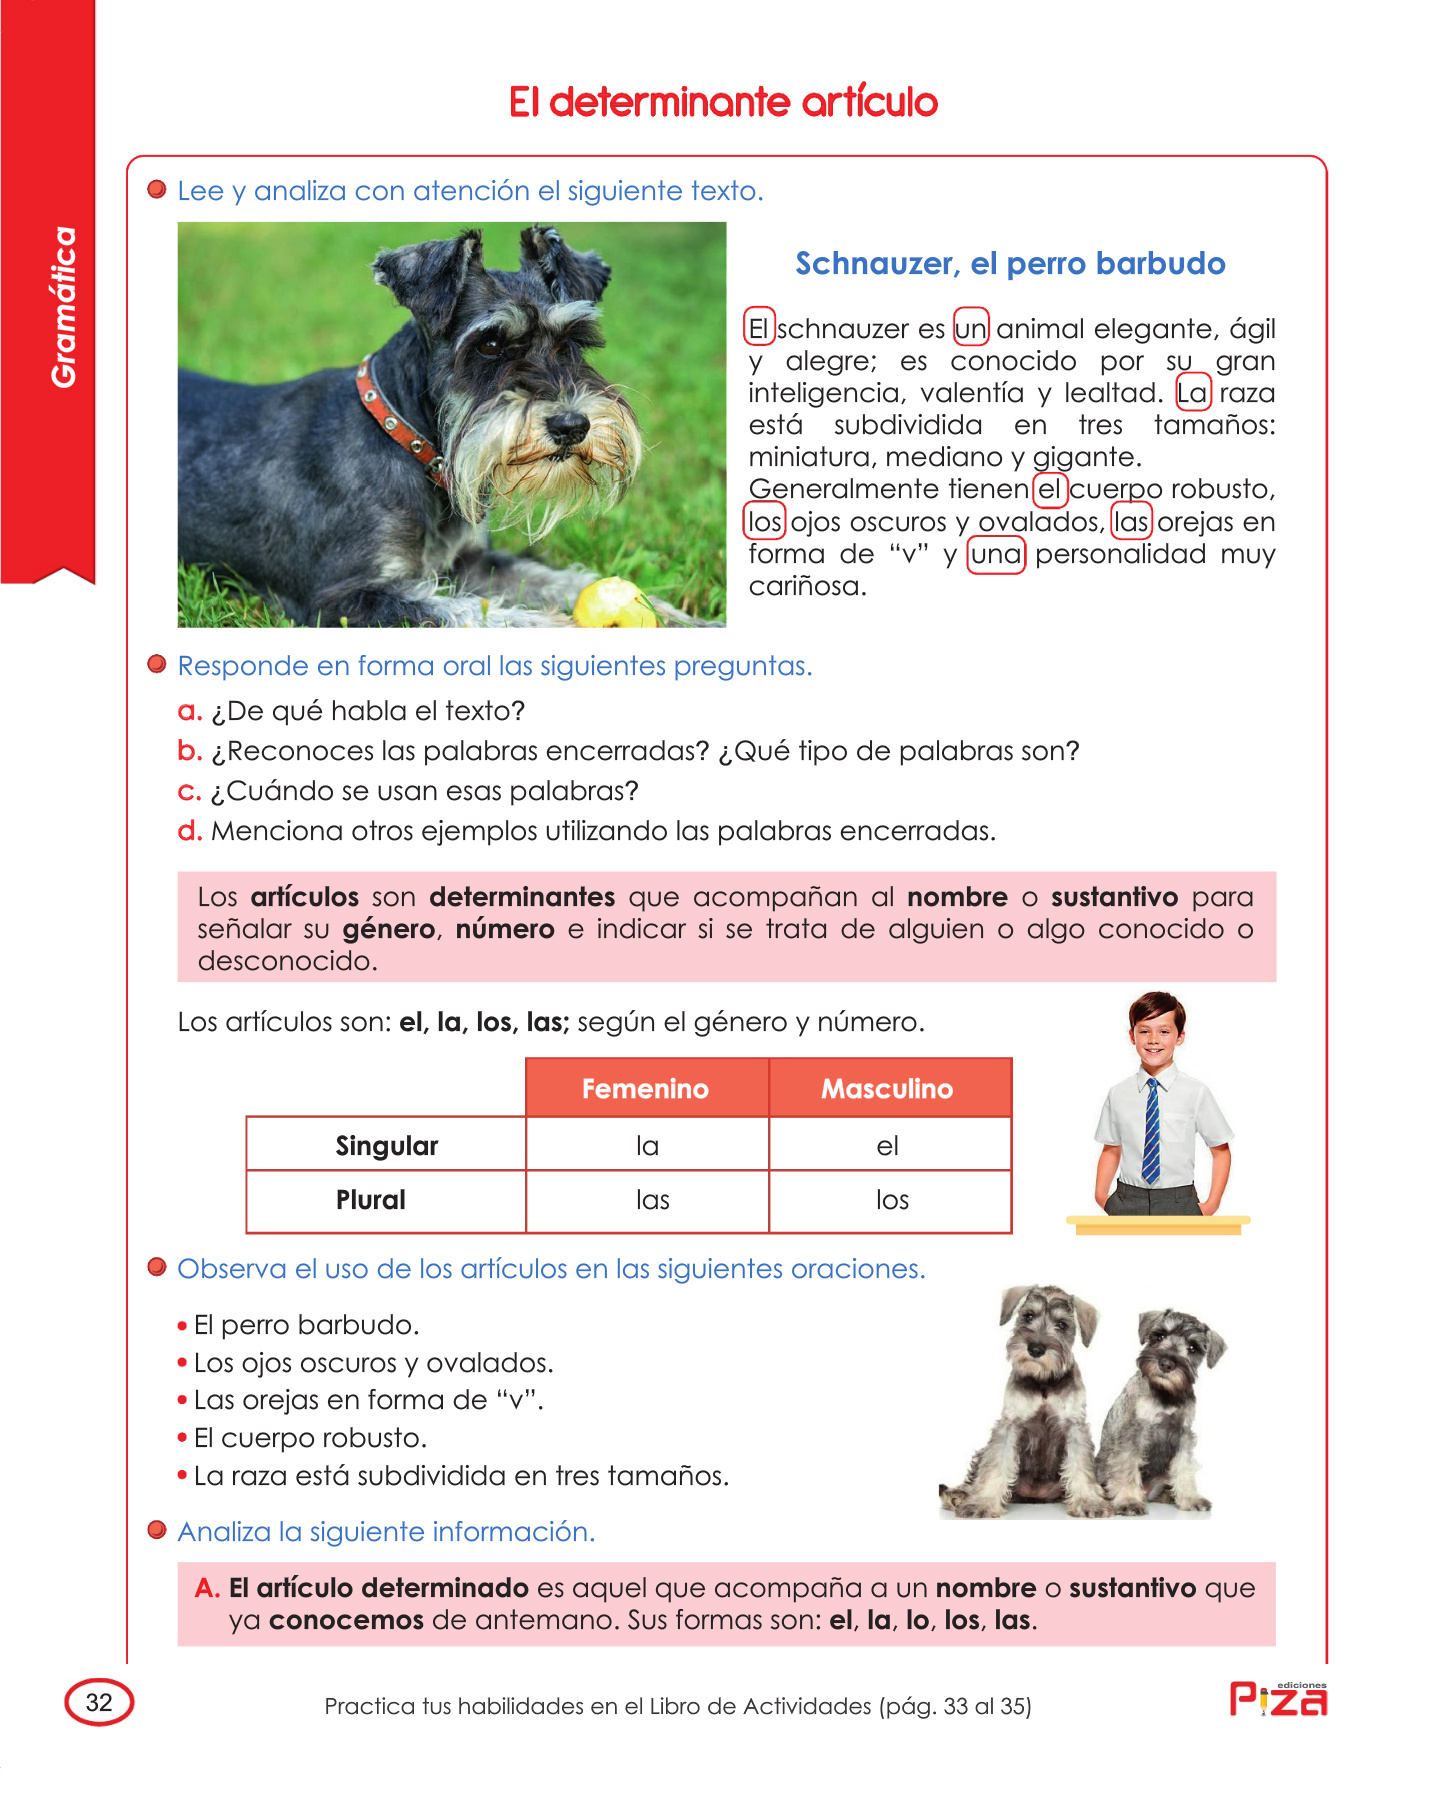 Gramática
El determinante artículo
Lee y analiza con atención el siguiente texto.
Schnauzer, el perro barbudo
El schnauzer es un animal elegante, ágil
y alegre; es conocido por su gran
inteligencia, valentía y lealtad. La raza
está subdividida en tres tamaños:
miniatura, mediano y gigante.
Generalmente tienen el cuerpo robusto,
los ojos oscuros y ovalados, las orejas en
forma de “v” y una personalidad muy
cariñosa.
Responde en forma oral las siguientes preguntas.
a. ¿De qué habla el texto?
b. ¿Reconoces las palabras encerradas? ¿Qué tipo de palabras son?
c. ¿Cuándo se usan esas palabras?
d. Menciona otros ejemplos utilizando las palabras encerradas.
Los artículos son determinantes que acompañan al nombre o sustantivo para
señalar su género, número e indicar si se trata de alguien o algo conocido o
desconocido.
Los artículos son: el, la, los, las; según el género y número.
Femenino Masculino
Singular la el
Plural las los
Observa el uso de los artículos en las siguientes oraciones.
• El perro barbudo.
• Los ojos oscuros y ovalados.
• Las orejas en forma de “v”.
• El cuerpo robusto.
• La raza está subdividida en tres tamaños.
Analiza la siguiente información.
A. El artículo determinado es aquel que acompaña a un nombre o sustantivo que
ya conocemos de antemano. Sus formas son: el, la, lo, los, las.
32
Practica tus habilidades en el Libro de Actividades (pág. 33 al 35)
ediciones
Piza